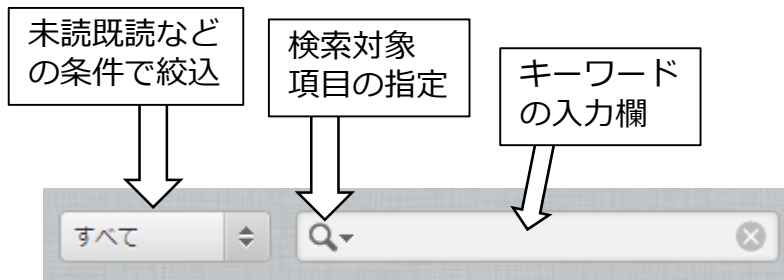 未読既読など
の条件で絞込
検索対象
項目の指定
キーワード
の入力欄
すべて